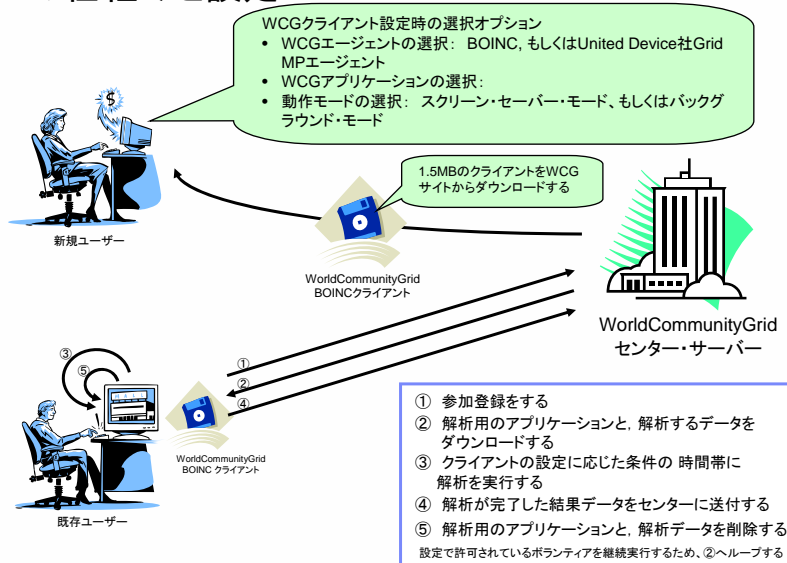 WCGクライアント設定時の選択オプション
• WCGエージェントの選択： BOINC, もしくはUnited Device社Grid
MPエージェント
• WCGアプリケーションの選択：
• 動作モードの選択： スクリーン・セーバー・モード、もしくはバックグ
ラウンド・モード
$
1.5MBのクライアントをWCG
サイトからダウンロードする
新規ユーザー
WorldCommunityGrid
BOINCクライアント
WorldCommunityGrid
センター・サーバー
③
⑤
①
②
④
WorldCommunityGrid
BOINC クライアント
既存ユーザー
① 参加登録をする
② 解析用のアプリケーションと, 解析するデータを
ダウンロードする
③ クライアントの設定に応じた条件の 時間帯に
解析を実行する
④ 解析が完了した結果データをセンターに送付する
⑤ 解析用のアプリケーションと, 解析データを削除する
設定で許可されているボランティアを継続実行するため、②へループする